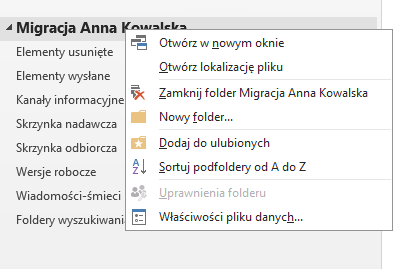 Migracja Anna Kowalska
Elementy usunięte
Elementy wysłane
Kanały informacyjne
Skrzynka nadawcza
Skrzynka odbiorcza
Wersje robocze
Wiadomości-śmieci
Foldery wyszukiwania
Otwórz w nowym oknie
Otwórz lokalizację pliku
Zamknij folder Migracja Anna Kowalska
Nowy folder...
Dodaj do ulubionych
Sortuj podfoldery od A do Z
Uprawnienia folderu
Właściwości pliku danych...